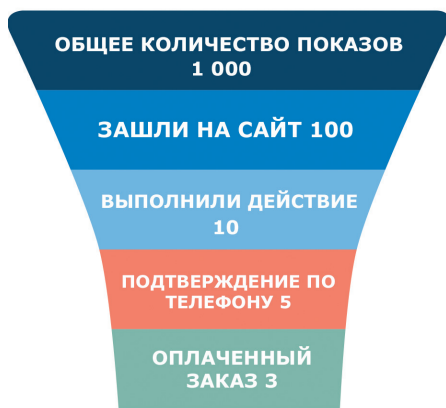 ОБЩЕЕ КОЛИЧЕСТВО ПОКАЗОВ
1 000
ЗАШЛИ НА САЙТ 100
ВЫПОЛНИЛИ ДЕЙСТВИЕ
10
ПОДТВЕРЖДЕНИЕ ПО
ТЕЛЕФОНУ 5
ОПЛАЧЕННЫЙ
ЗАКАЗ 3